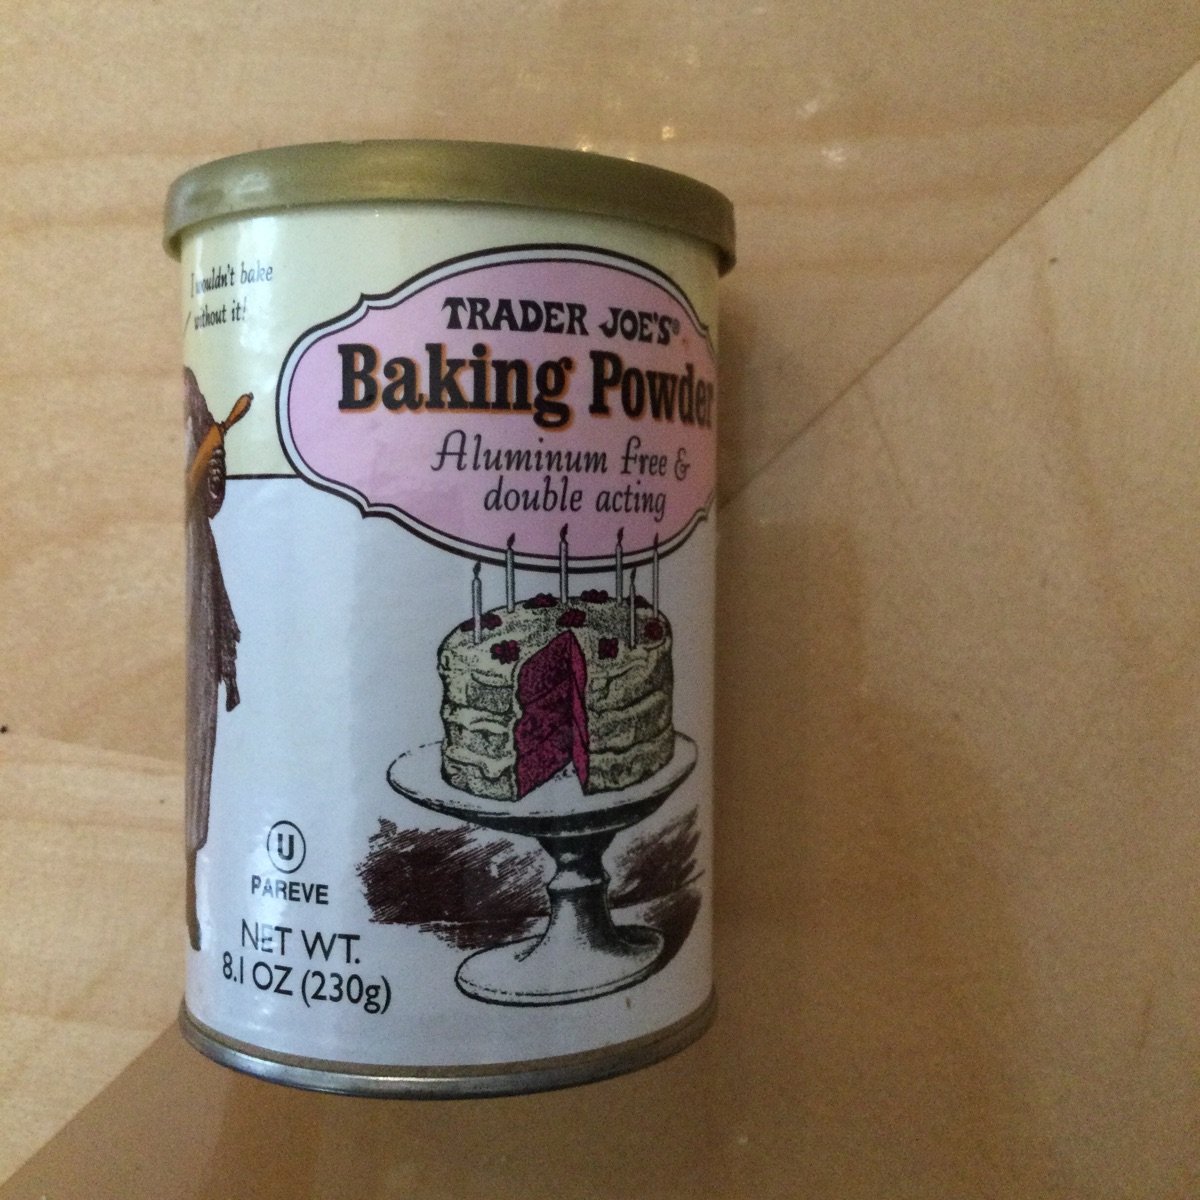 I wouldn't bake
without it!
TRADER JOE'S®
Baking Powder
Aluminum free &
double acting
U
PAREVE
NET WT.
8.1 OZ (230g)